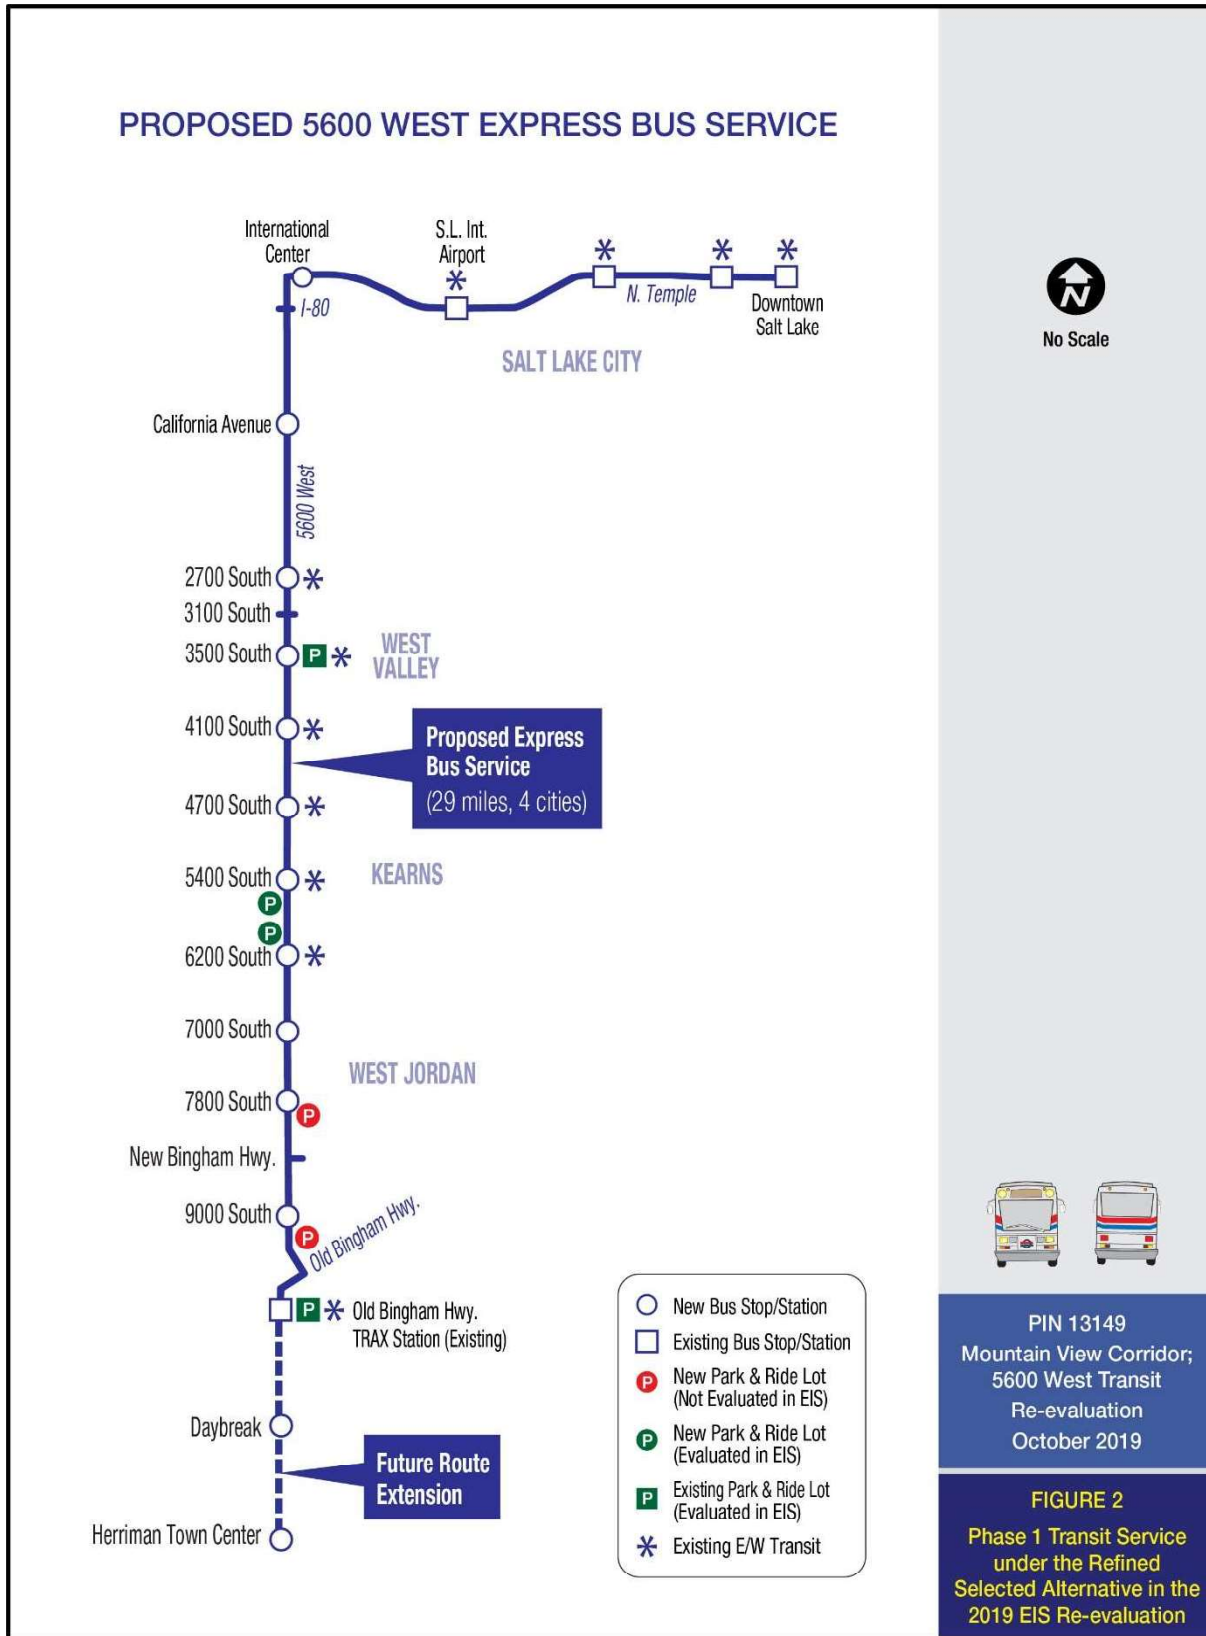 PROPOSED 5600 WEST EXPRESS BUS SERVICE
International
Center
S.L. Int.
Airport
I-80
N. Temple
Downtown
Salt Lake
SALT LAKE CITY
N
No Scale
California Avenue
5600 West
2700 South
3100 South
3500 South
P
WEST
VALLEY
4100 South
Proposed Express
Bus Service
(29 miles, 4 cities)
4700 South
5400 South
KEARNS
P
P
6200 South
7000 South
WEST JORDAN
7800 South
P
New Bingham Hwy.
9000 South
P
Old Bingham Hwy.
P
Old Bingham Hwy.
TRAX Station (Existing)
Daybreak
Future Route
Extension
Herriman Town Center
New Bus Stop/Station
Existing Bus Stop/Station
P New Park & Ride Lot
(Not Evaluated in EIS)
P New Park & Ride Lot
(Evaluated in EIS)
P Existing Park & Ride Lot
(Evaluated in EIS)
Existing E/W Transit
PIN 13149
Mountain View Corridor;
5600 West Transit
Re-evaluation
October 2019
FIGURE 2
Phase 1 Transit Service
under the Refined
Selected Alternative in the
2019 EIS Re-evaluation